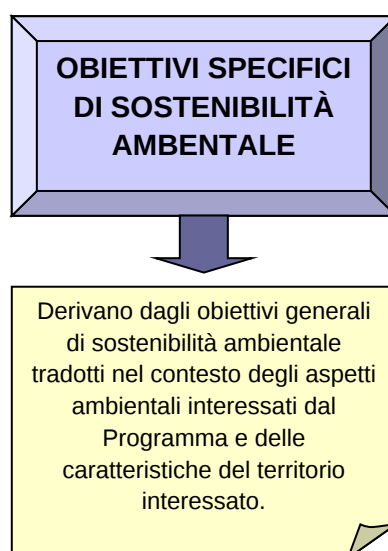 OBIETTIVI SPECIFICI
DI SOSTENIBILITÀ
AMBENTALE
Derivano dagli obiettivi generali
di sostenibilità ambientale
tradotti nel contesto degli aspetti
ambientali interessati dal
Programma e delle
caratteristiche del territorio
interessato.